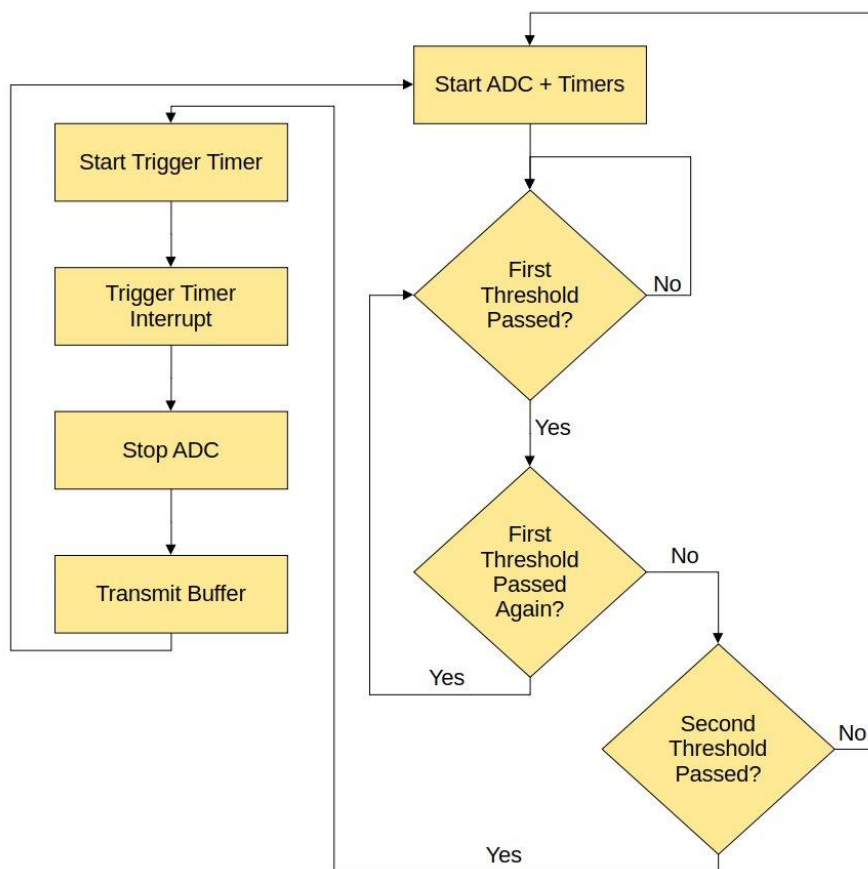 Start ADC + Timers
Start Trigger Timer
Trigger Timer
Interrupt
Stop ADC
Transmit Buffer
First
Threshold
Passed?
No
Yes
First
Threshold
Passed
Again?
No
Yes
Second
Threshold
Passed?
No
Yes